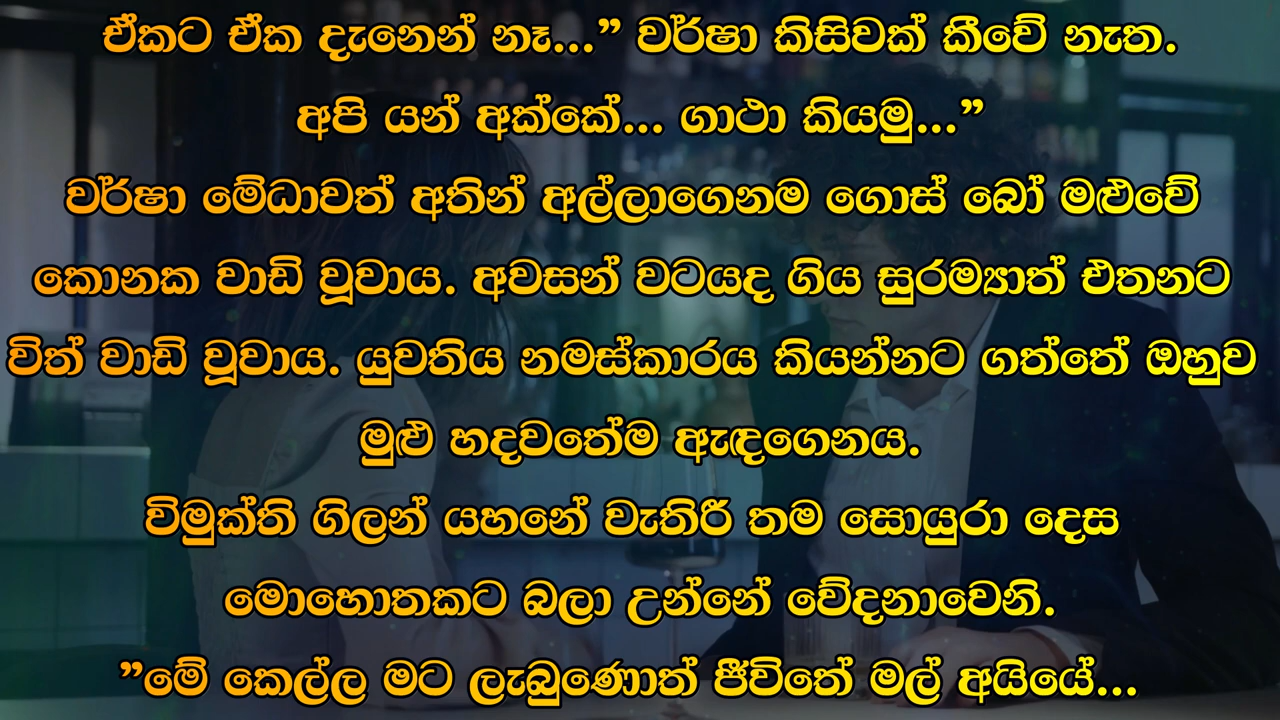 ඒකට ඒක දැනෙන් නෑ...” වර්ෂා කිසිවක් කීවේ නැත.
අපි යන් අක්කේ... ගාථා කියමු...”
වර්ෂා මේධාවත් අතින් අල්ලාගෙනම ගොස් බෝ මළුවේ
කොනක වාඩි වූවාය. අවසන් වටයද ගිය සුරම්‍යාත් එතනට
විත් වාඩි වූවාය. යුවතිය නමස්කාරය කියන්නට ගත්තේ ඔහුව
මුළු හදවතේම ඇඳගෙනය.
විමුක්ති ගිලන් යහනේ වැතිරී තම සොයුරා දෙස
මොහොතකට බලා උන්නේ වේදනාවෙනි.
”මේ කෙල්ල මට ලැබුණොත් ජීවිතේ මල් අයියේ...